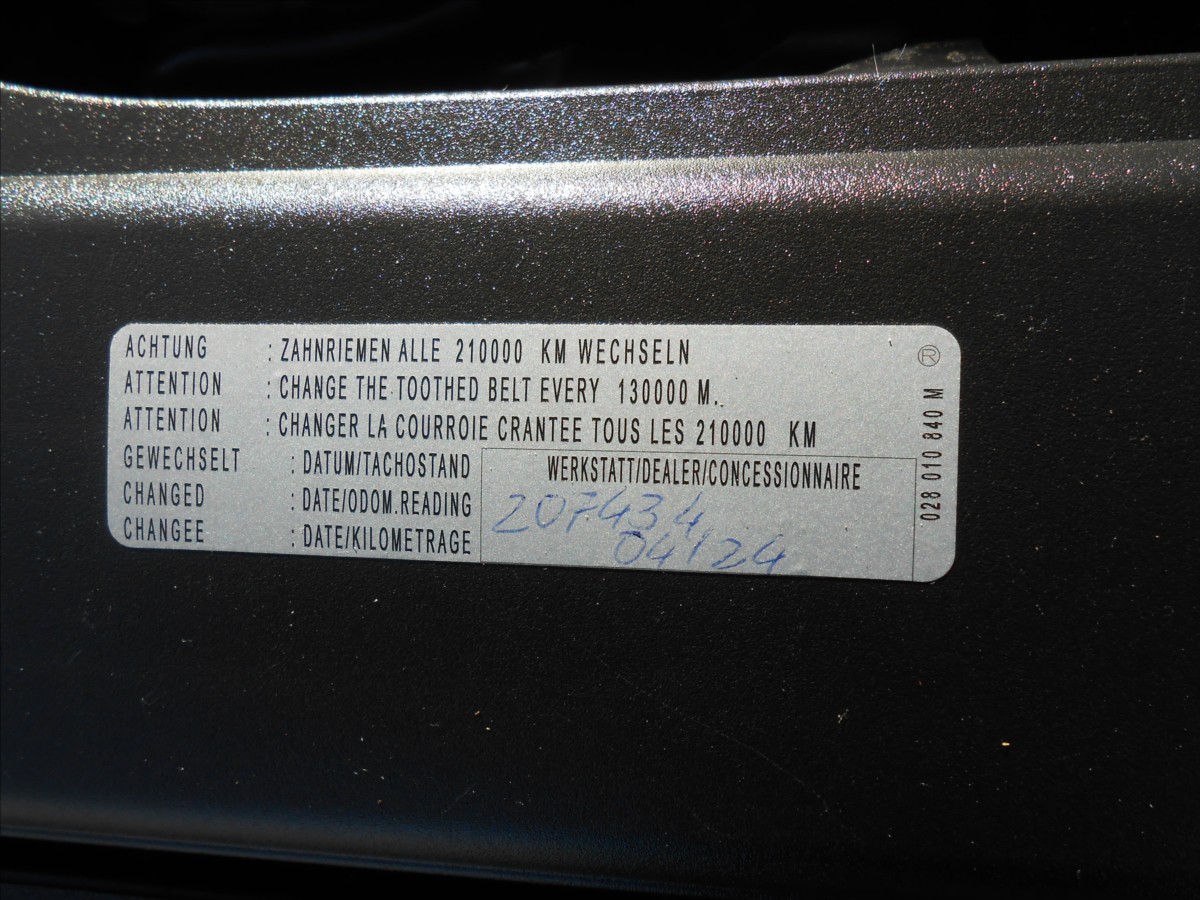 ACHTUNG : ZAHNRIEMEN ALLE 210000 KM WECHSELN
ATTENTION : CHANGE THE TOOTHED BELT EVERY 130000 M.
ATTENTION : CHANGER LA COURROIE CRANTEE TOUS LES 210000 KM
GEWECHSELT : DATUM/TACHOSTAND
CHANGED : DATE/ODOM.READING
CHANGEE : DATE/KILOMETRAGE
WERKSTATT/DEALER/CONCESSIONNAIRE
207434
04/24
®
028 010 840 M